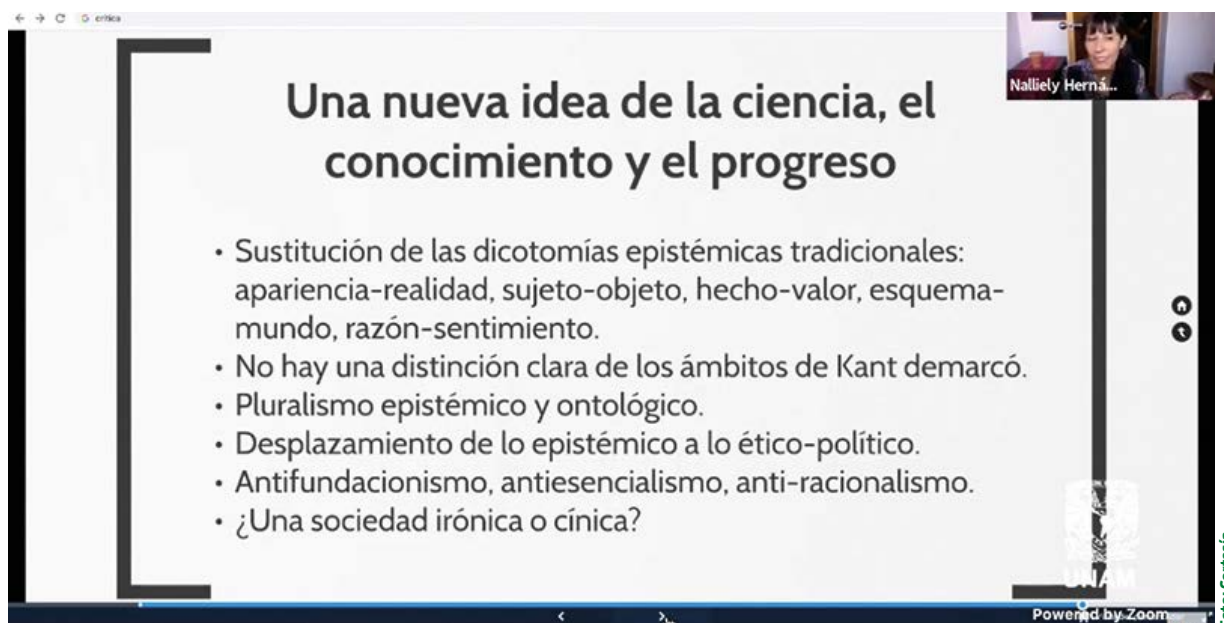 critica
Nalliely Herná...
Una nueva idea de la ciencia, el
conocimiento y el progreso
• Sustitución de las dicotomías epistémicas tradicionales:
apariencia-realidad, sujeto-objeto, hecho-valor, esquema-
mundo, razón-sentimiento.
• No hay una distinción clara de los ámbitos de Kant demarcó.
• Pluralismo epistémico y ontológico.
• Desplazamiento de lo epistémico a lo ético-político.
• Antifundacionismo, antiesencialismo, anti-racionalismo.
• ¿Una sociedad irónica o cínica?
UNAM
Powered by Zoom